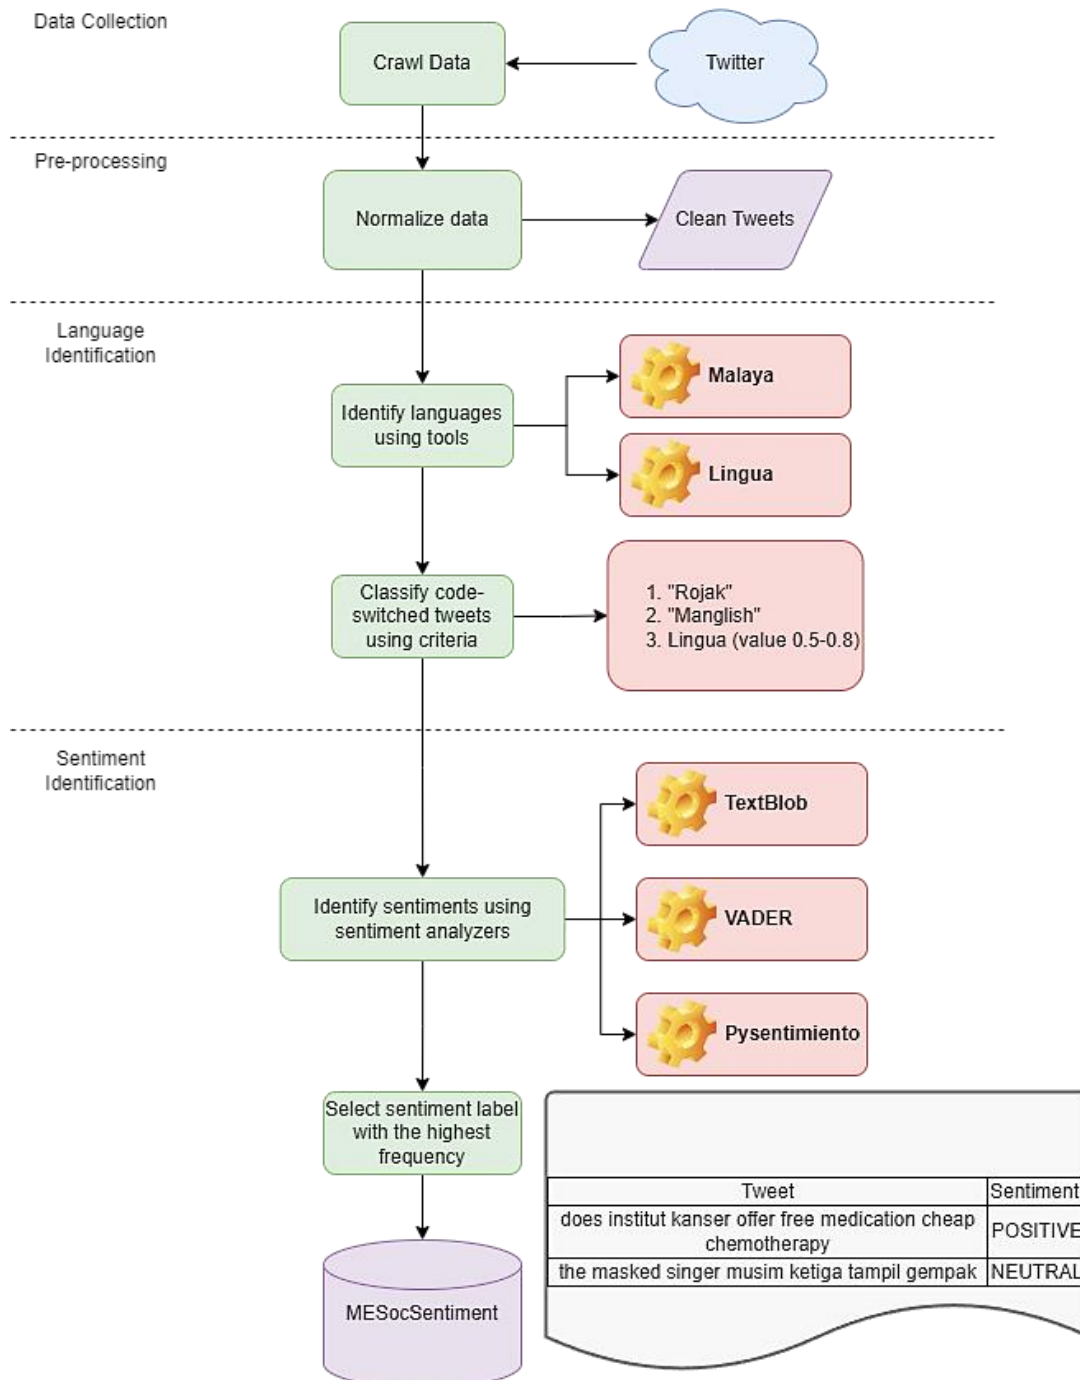 Data Collection
Crawl Data
Twitter
Pre-processing
Normalize data
Clean Tweets
Language
Identification
Identify languages
using tools
Malaya
Lingua
Classify code-
switched tweets
using criteria
1. "Rojak"
2. "Manglish"
3. Lingua (value 0.5-0.8)
Sentiment
Identification
Identify sentiments using
sentiment analyzers
TextBlob
VADER
Pysentimiento
Select sentiment label
with the highest
frequency
MESocSentiment
Tweet Sentiment
does institut kanser offer free medication cheap
chemotherapy
POSITIVE
the masked singer musim ketiga tampil gempak NEUTRAL